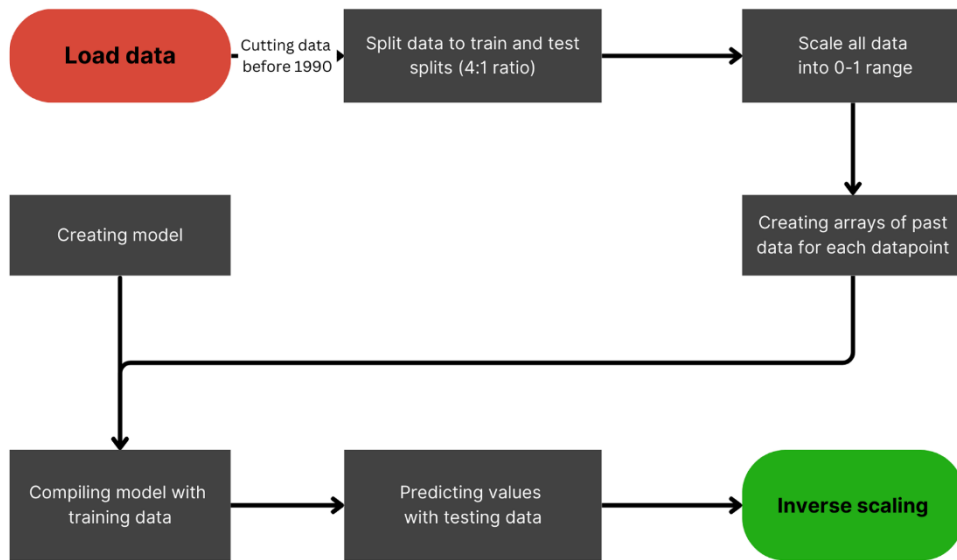 Load data
Cutting data
before 1990
Split data to train and test
splits (4:1 ratio)
Scale all data
into 0-1 range
Creating model
Creating arrays of past
data for each datapoint
Compiling model with
training data
Predicting values
with testing data
Inverse scaling